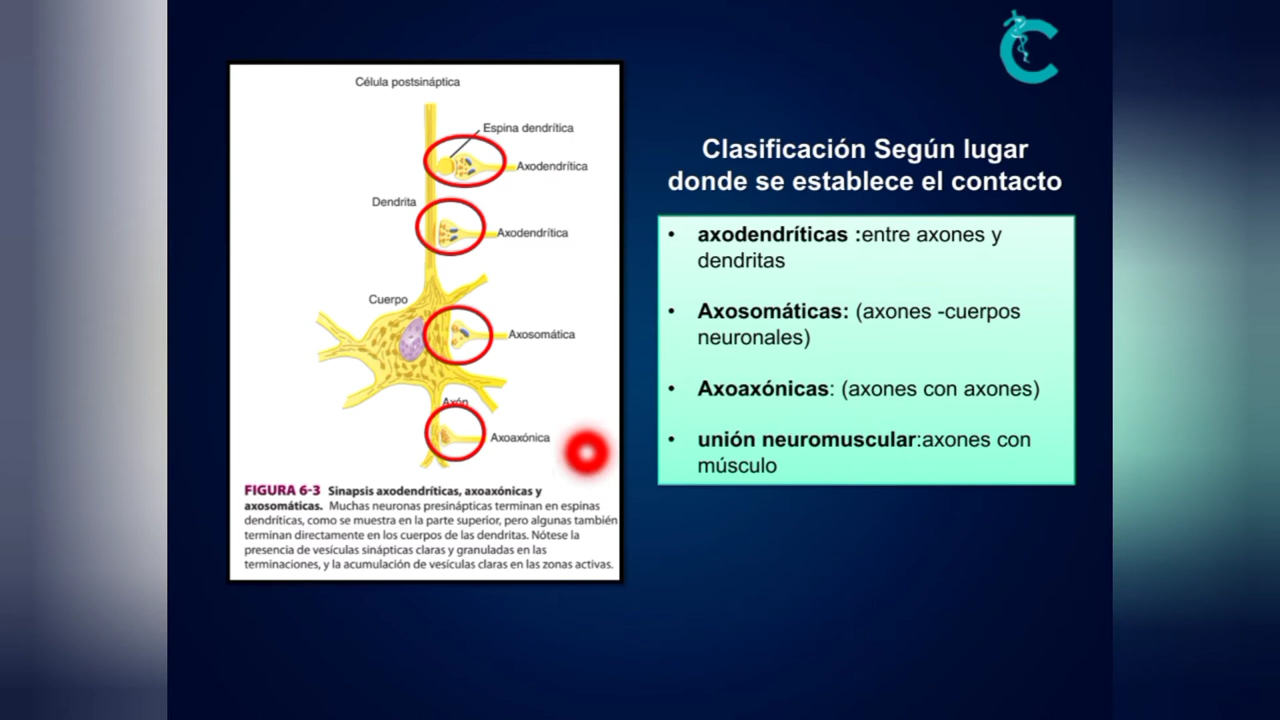 Célula postsináptica
Espina dendrítica
Axodendrítica
Dendrita
Axodendrítica
Cuerpo
Axosomática
Axón
Axoaxónica
FIGURA 6-3 Sinapsis axodendríticas, axoaxónicas y
axosomáticas. Muchas neuronas presinápticas terminan en espinas
dendríticas, como se muestra en la parte superior, pero algunas también
terminan directamente en los cuerpos de las dendritas. Nótese la
presencia de vesículas sinápticas claras y granuladas en las
terminaciones, y la acumulación de vesículas claras en las zonas activas.
Clasificación Según lugar
donde se establece el contacto
• axodendríticas :entre axones y
dendritas
• Axosomáticas: (axones -cuerpos
neuronales)
• Axoaxónicas: (axones con axones)
• unión neuromuscular:axones con
músculo